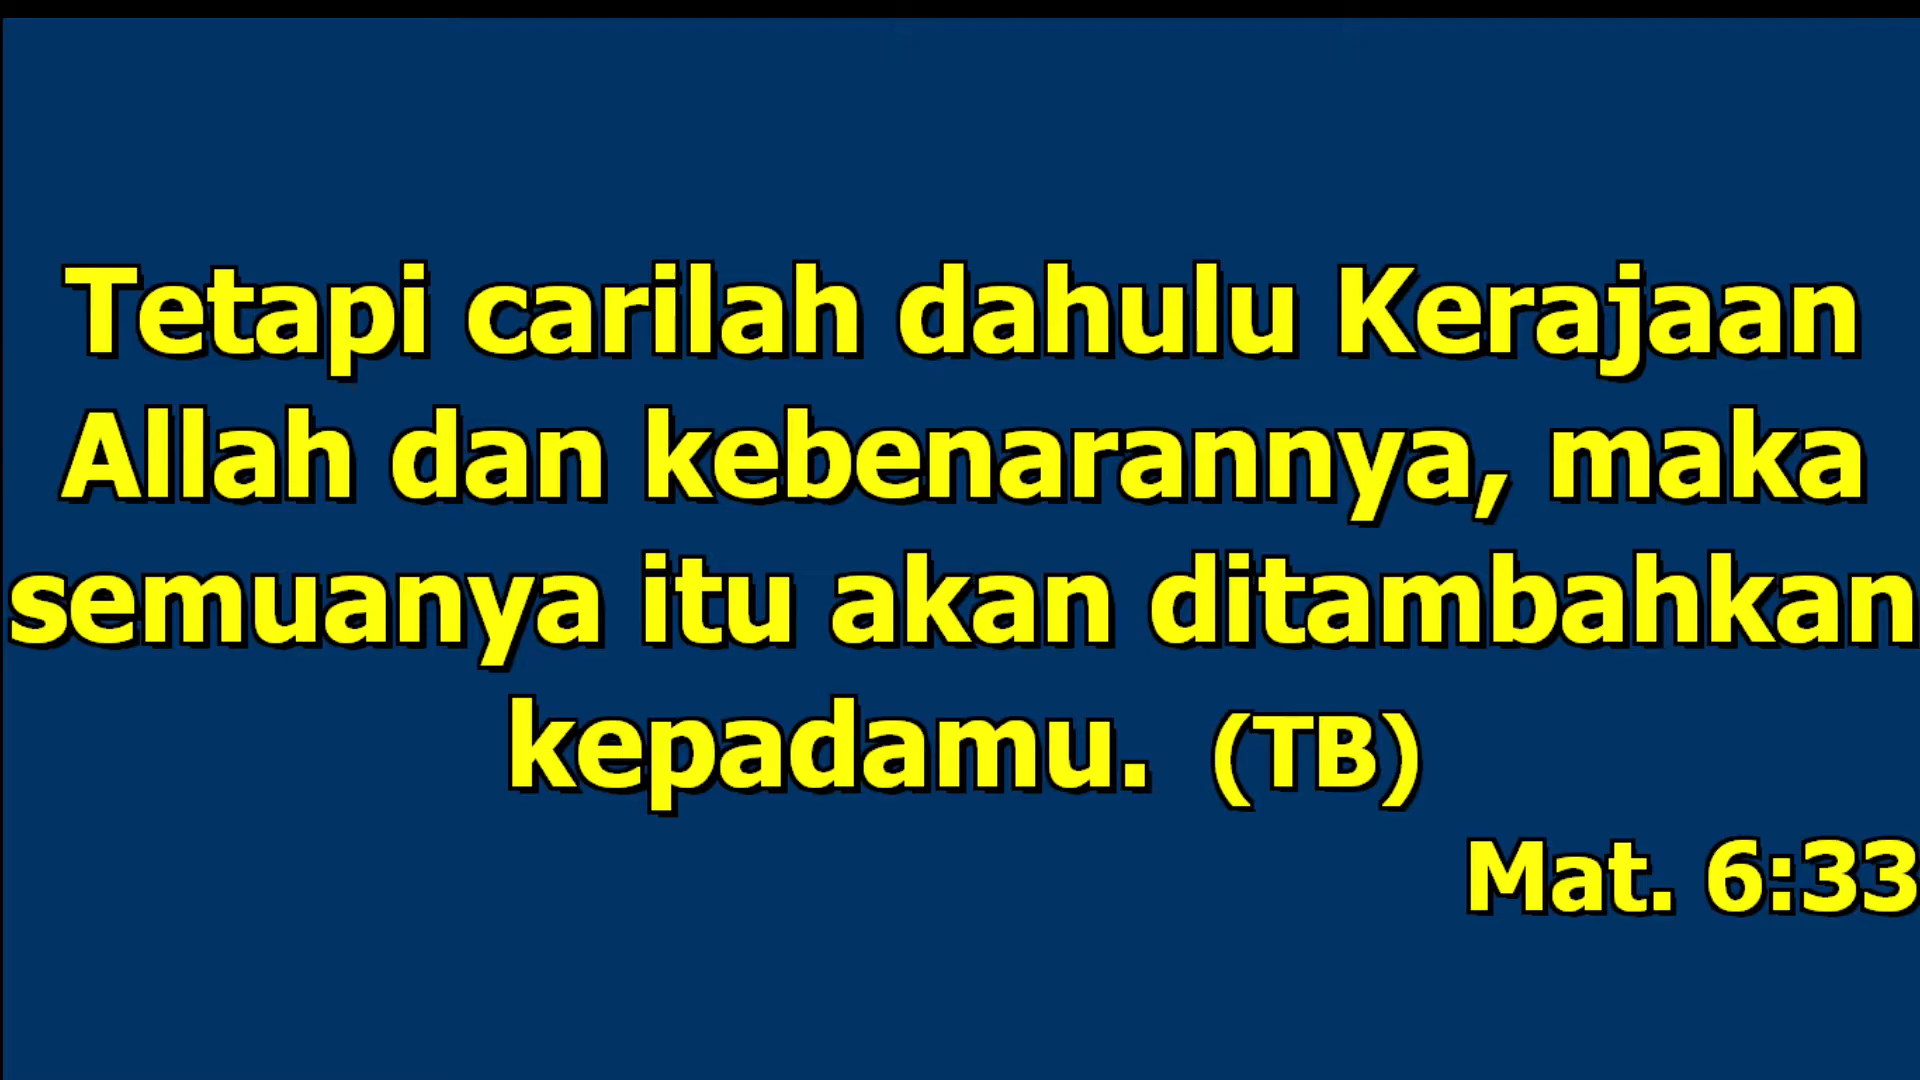 Tetapi carilah dahulu Kerajaan
Allah dan kebenarannya, maka
semuanya itu akan ditambahkan
kepadamu. (TB)
Mat. 6:33